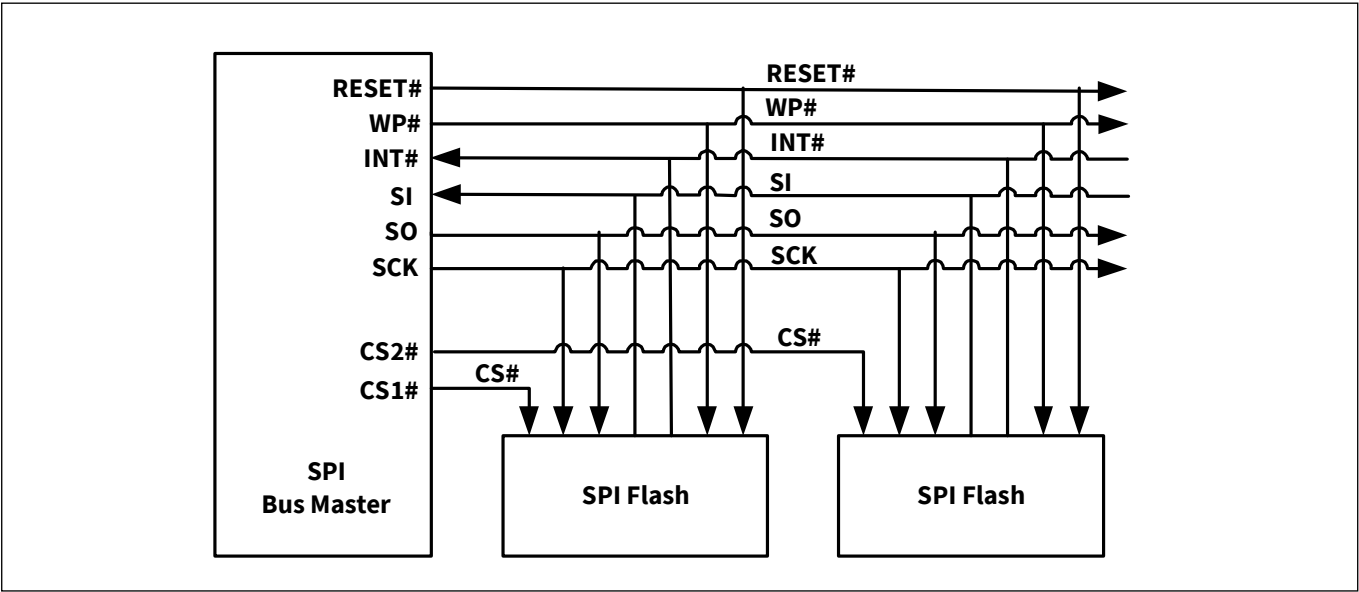 RESET#
RESET#
WP#
WP#
INT#
INT#
SI
SI
SO
SO
SCK
SCK
CS2#
CS#
CS1#
CS#
SPI
Bus Master
SPI Flash
SPI Flash